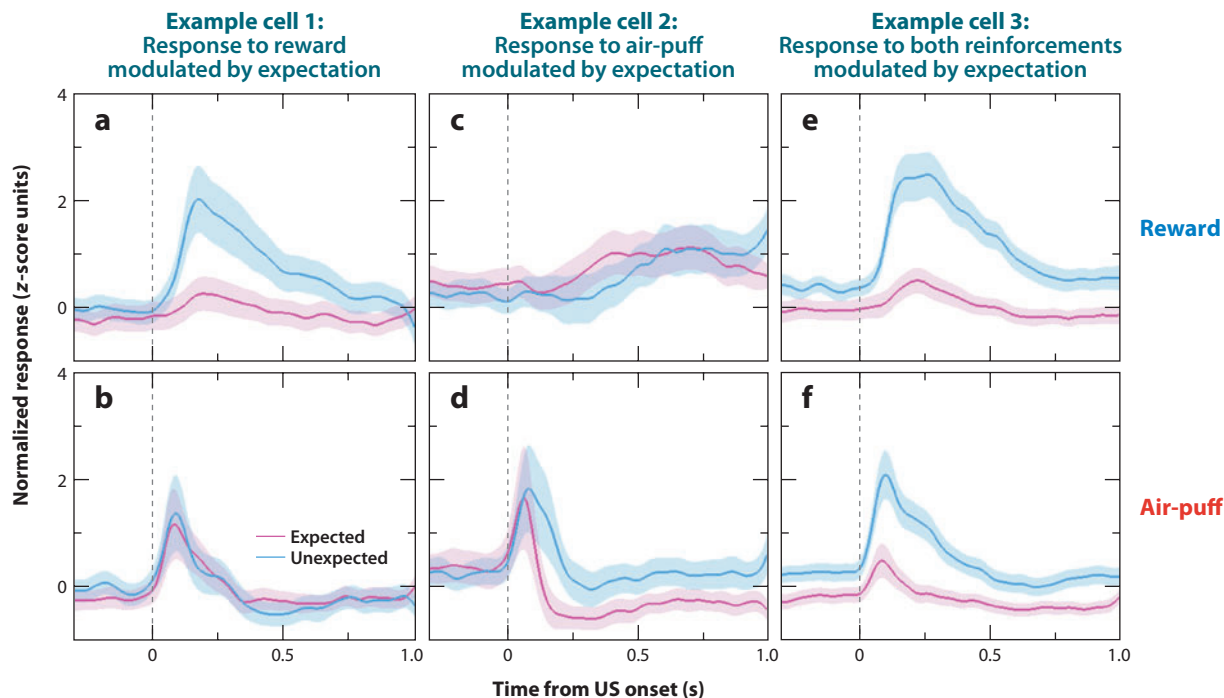 Example cell 1:
Response to reward
modulated by expectation
Example cell 2:
Response to air-puff
modulated by expectation
Example cell 3:
Response to both reinforcements
modulated by expectation
Normalized response (z-score units)
4
2
0
a
c
e
Reward
4
2
0
b
d
f
Air-puff
Expected
Unexpected
0
0.5
1.0
0
0.5
1.0
0
0.5
1.0
Time from US onset (s)